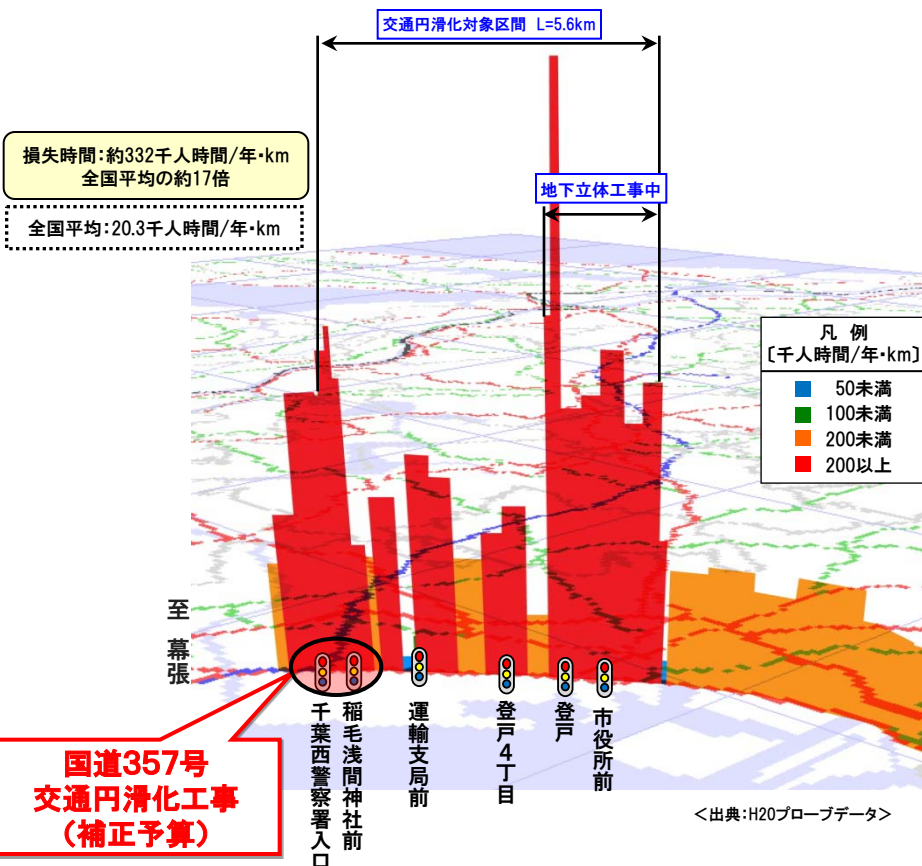 交通円滑化対象区間 L=5.6km
損失時間：約332千人時間/年・km
全国平均の約17倍
全国平均：20.3千人時間/年・km
地下立体工事中
凡 例
〔千人時間/年・km〕
50未満
100未満
200未満
200以上
至 幕張
千葉西警察署入口
稲毛浅間神社前
運輸支局前
登戸４丁目
登戸
市役所前
国道357号
交通円滑化工事
（補正予算）
＜出典：H20プローブデータ＞